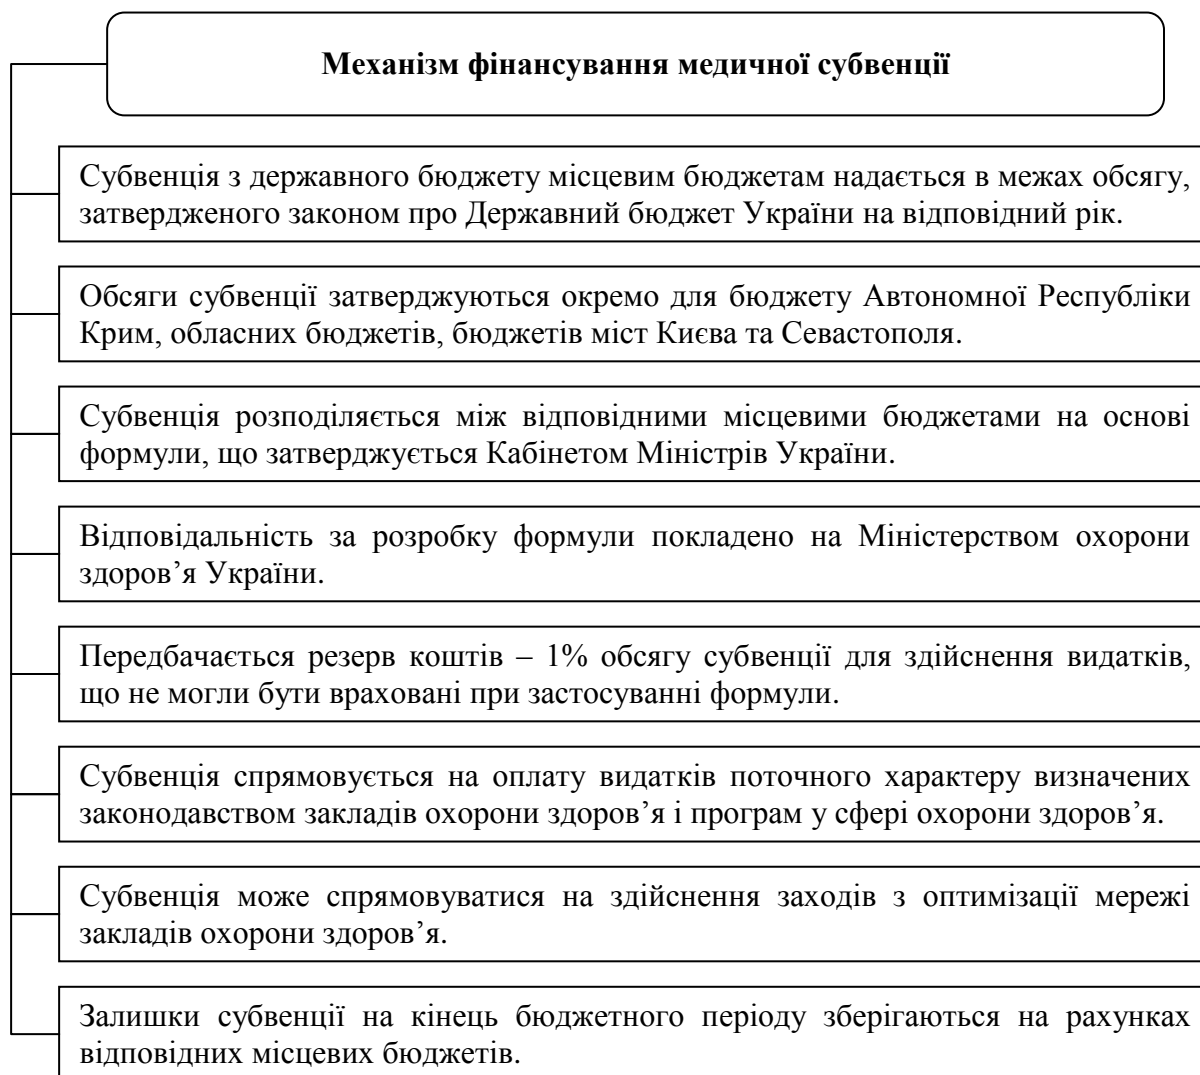 Механізм фінансування медичної субвенції
Субвенція з державного бюджету місцевим бюджетам надається в межах обсягу,
затвердженого законом про Державний бюджет України на відповідний рік.
Обсяги субвенції затверджуються окремо для бюджету Автономної Республіки
Крим, обласних бюджетів, бюджетів міст Києва та Севастополя.
Субвенція розподіляється між відповідними місцевими бюджетами на основі
формули, що затверджується Кабінетом Міністрів України.
Відповідальність за розробку формули покладено на Міністерством охорони
здоров’я України.
Передбачається резерв коштів – 1% обсягу субвенції для здійснення видатків,
що не могли бути враховані при застосуванні формули.
Субвенція спрямовується на оплату видатків поточного характеру визначених
законодавством закладів охорони здоров’я і програм у сфері охорони здоров’я.
Субвенція може спрямовуватися на здійснення заходів з оптимізації мережі
закладів охорони здоров’я.
Залишки субвенції на кінець бюджетного періоду зберігаються на рахунках
відповідних місцевих бюджетів.